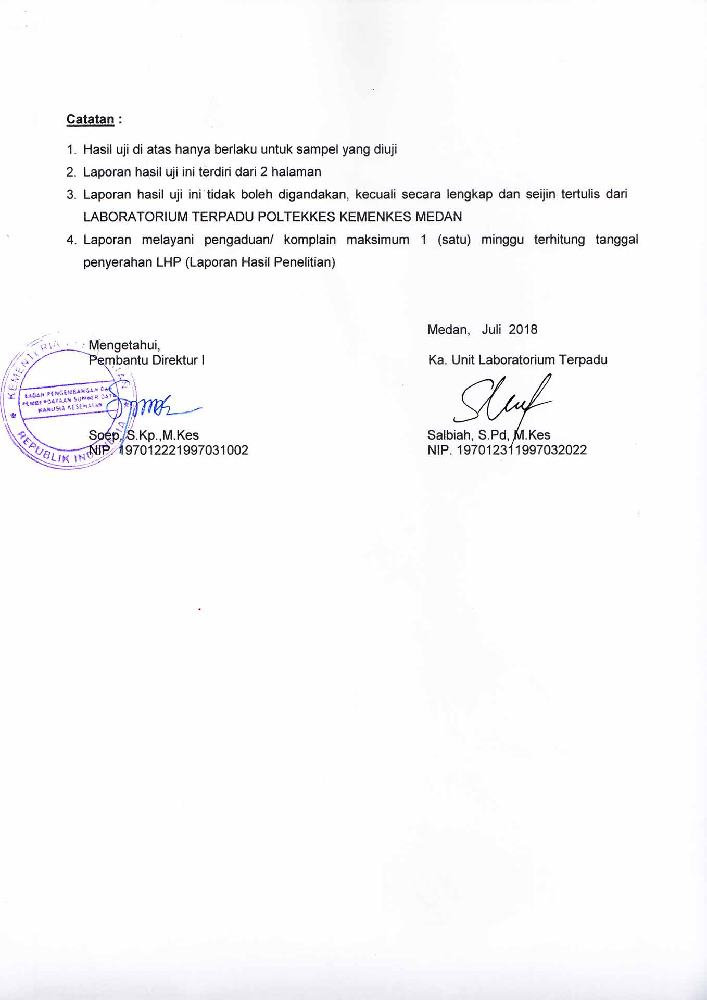 Catatan :
1. Hasil uji di atas hanya berlaku untuk sampel yang diuji
2. Laporan hasil uji ini terdiri dari 2 halaman
3. Laporan hasil uji ini tidak boleh digandakan, kecuali secara lengkap dan seijin tertulis dari
LABORATORIUM TERPADU POLTEKKES KEMENKES MEDAN
4. Laporan melayani pengaduan/ komplain maksimum 1 (satu) minggu terhitung tanggal
penyerahan LHP (Laporan Hasil Penelitian)
Medan, Juli 2018
Mengetahui,
Pembantu Direktur I
Ka. Unit Laboratorium Terpadu
BADAN PENGEMBANGAN DAN
PEMBERDAYAAN SUMBER DAYA
MANUSIA KESEHATAN
REPUBLIK INDONESIA
Soep, S.Kp.,M.Kes
NIP. 197012221997031002
Salbiah, S.Pd, M.Kes
NIP. 197012311997032022